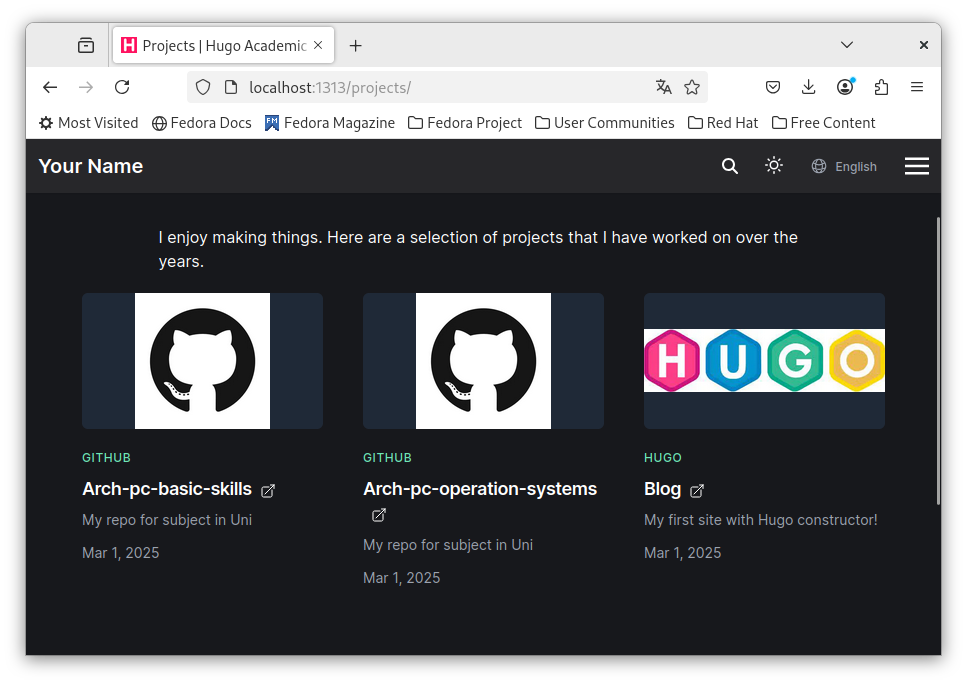 Projects | Hugo Academic
localhost:1313/projects/
Most Visited Fedora Docs FM Fedora Magazine Fedora Project User Communities Red Hat Free Content
Your Name English
I enjoy making things. Here are a selection of projects that I have worked on over the
years.
HUGO
GITHUB
Arch-pc-basic-skills
My repo for subject in Uni
Mar 1, 2025
GITHUB
Arch-pc-operation-systems
My repo for subject in Uni
Mar 1, 2025
HUGO
Blog
My first site with Hugo constructor!
Mar 1, 2025